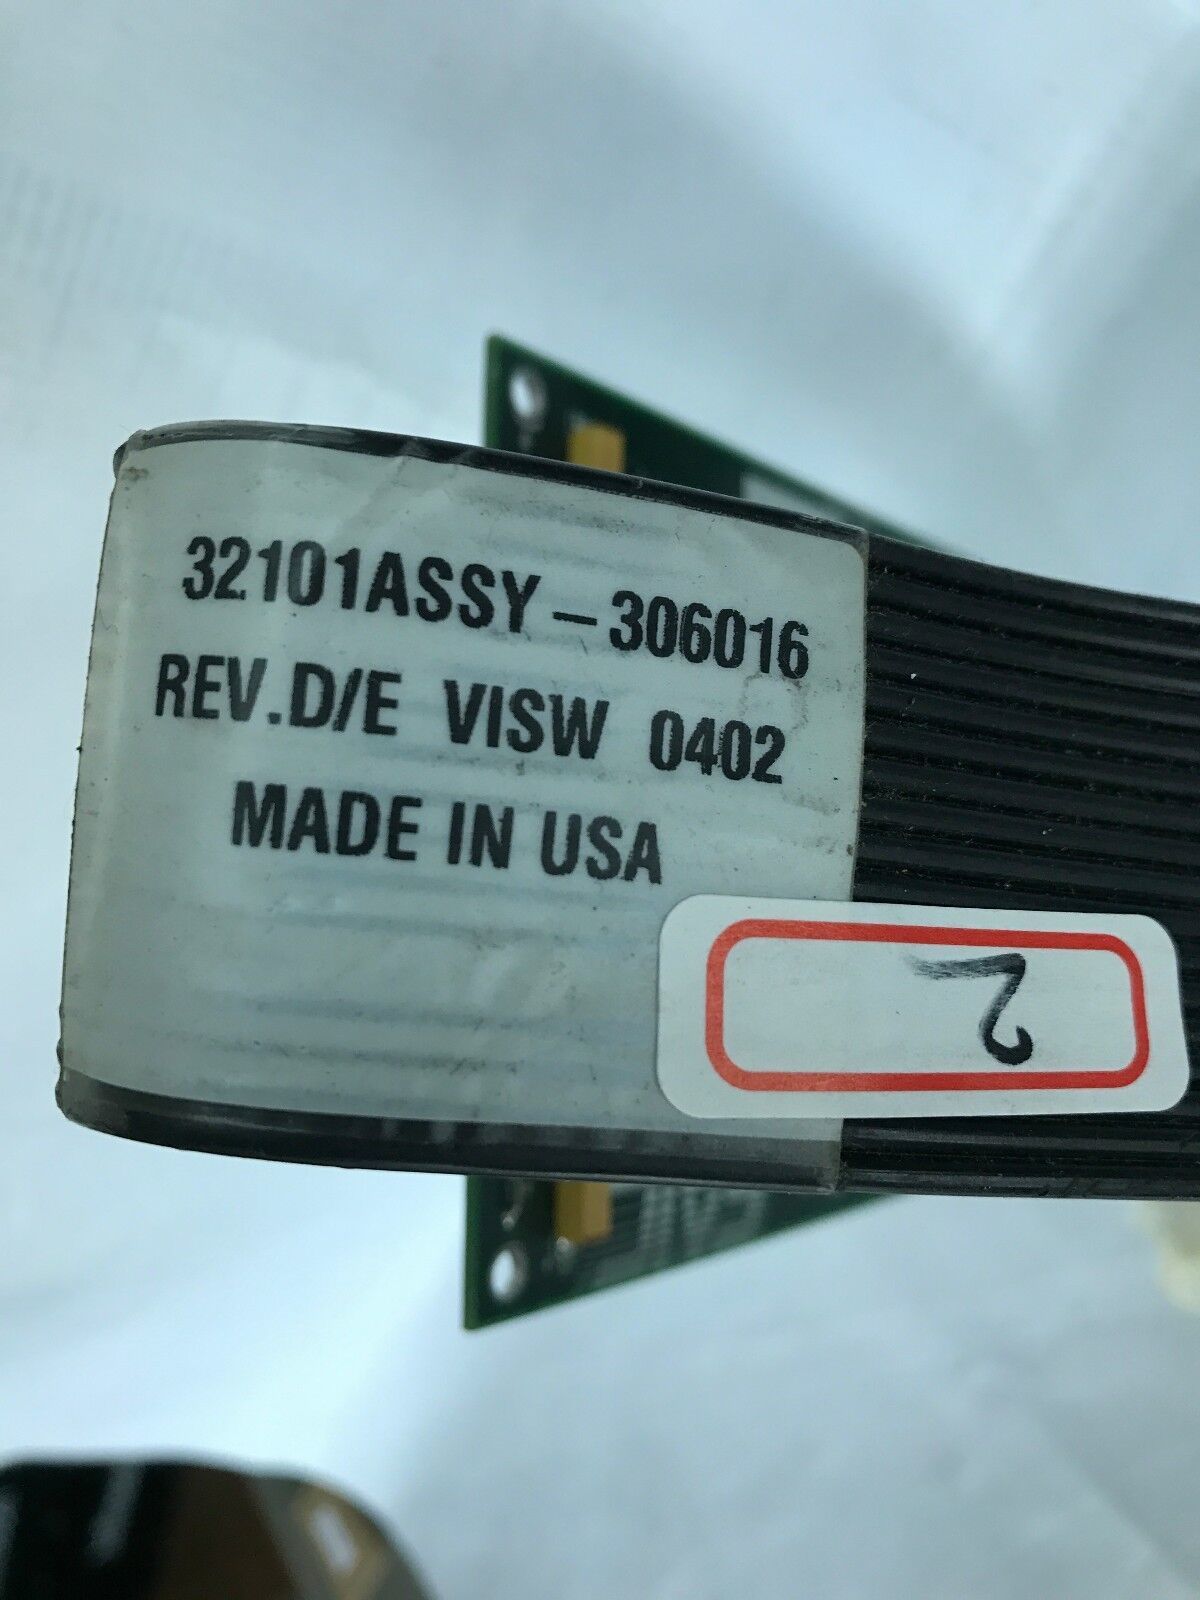 32101ASSY-306016
REV.D/E VISW 0402
MADE IN USA
2